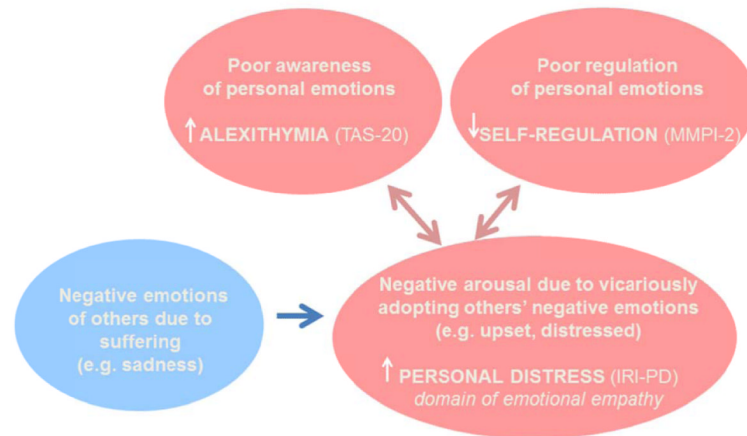 Poor awareness
of personal emotions
↑ALEXITHYMIA (TAS-20)
Poor regulation
of personal emotions
↓SELF-REGULATION (MMPI-2)
Negative emotions
of others due to
suffering
(e.g. sadness)
Negative arousal due to vicariously
adopting others’ negative emotions
(e.g. upset, distressed)
↑ PERSONAL DISTRESS (IRI-PD)
domain of emotional empathy